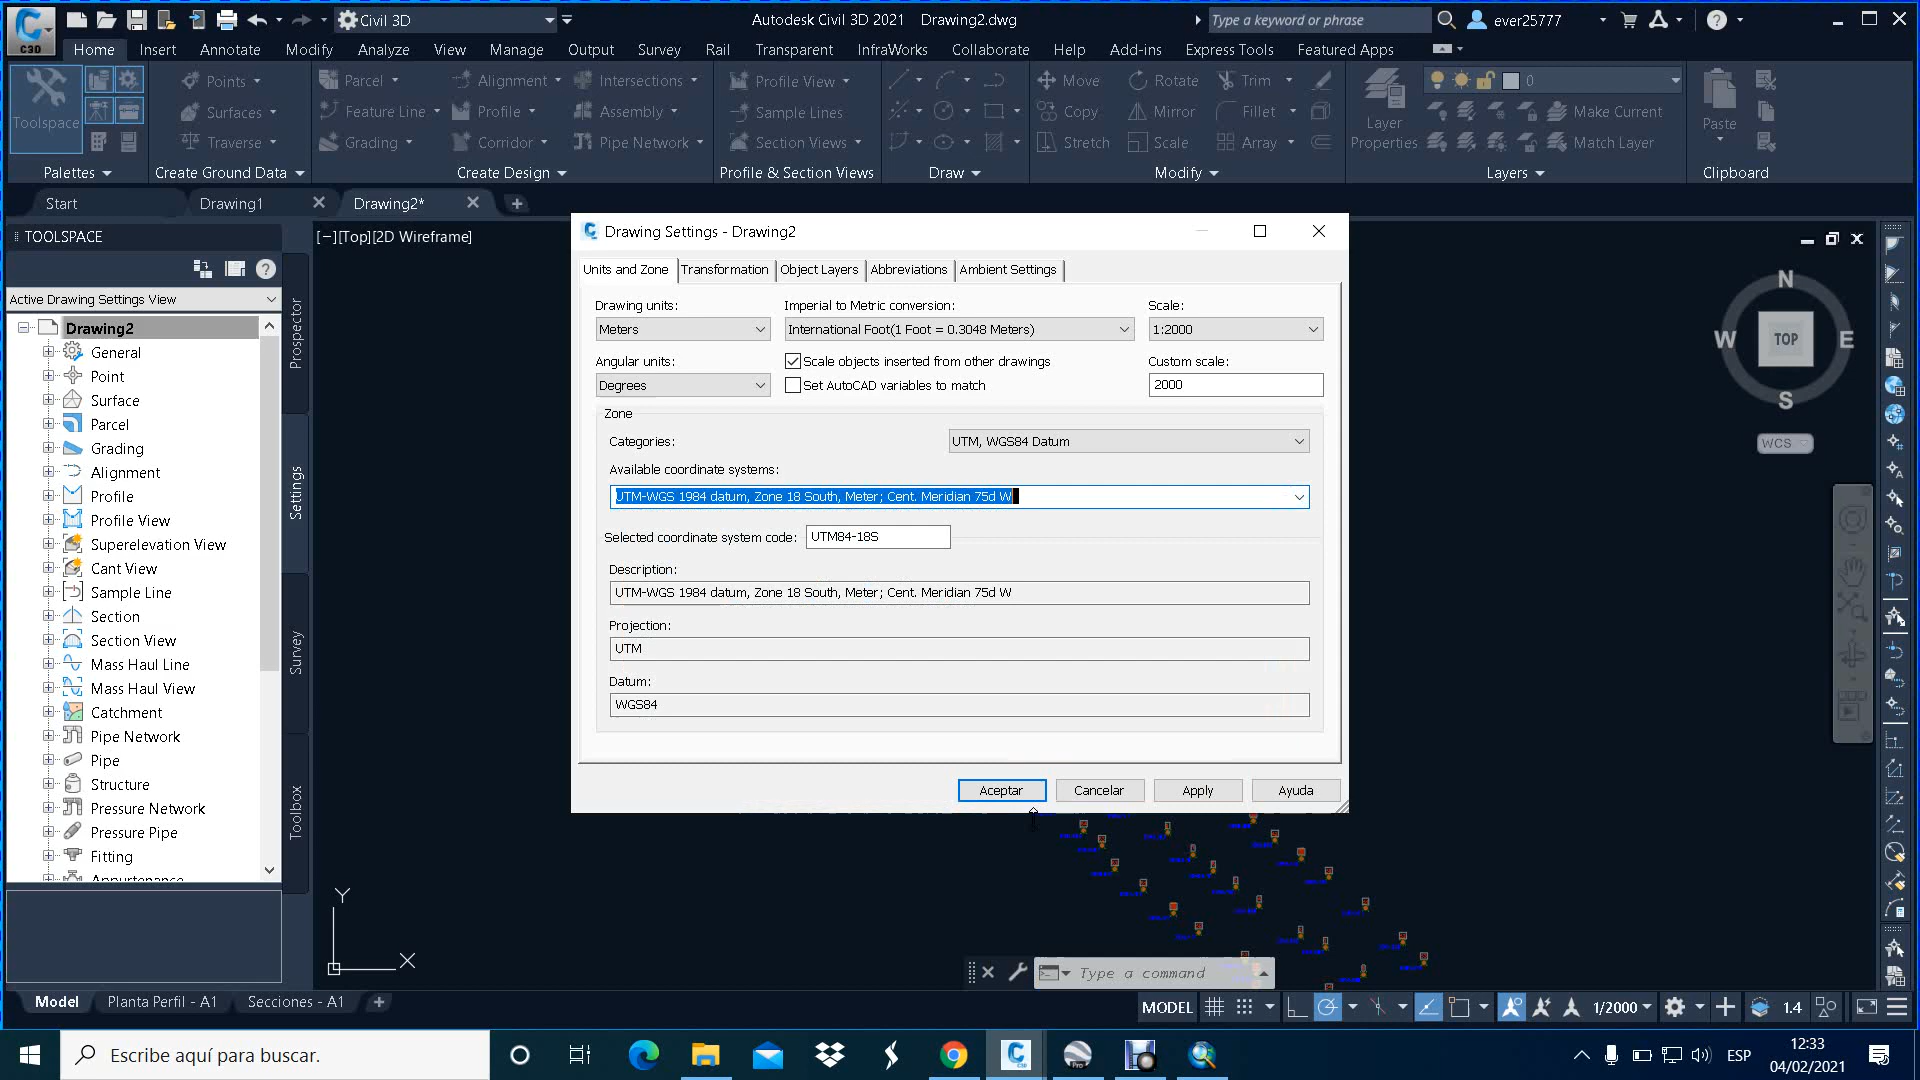 C3D
Civil 3D
Autodesk Civil 3D 2021 Drawing2.dwg
Type a keyword or phrase
ever25777
Home Insert Annotate Modify Analyze View Manage Output Survey Rail Transparent InfraWorks Collaborate Help Add-ins Express Tools Featured Apps
Points Parcel Alignment Intersections Profile View Move Rotate Trim 0
Toolspace Surfaces Feature Line Profile Assembly Sample Lines Copy Mirror Fillet Layer Properties Make Current Paste
Traverse Grading Corridor Pipe Network Section Views Stretch Scale Array Match Layer
Palettes Create Ground Data Create Design Profile & Section Views Draw Modify Layers Clipboard
Start Drawing1 Drawing2*
TOOLSPACE
[−][Top][2D Wireframe]
Active Drawing Settings View
Drawing2
General
Point
Surface
Parcel
Grading
Alignment
Profile
Profile View
Superelevation View
Cant View
Sample Line
Section
Section View
Mass Haul Line
Mass Haul View
Catchment
Pipe Network
Pipe
Structure
Pressure Network
Pressure Pipe
Fitting
Appurtenance
Prospector
Settings
Survey
Toolbox
Drawing Settings - Drawing2
Units and Zone Transformation Object Layers Abbreviations Ambient Settings
Drawing units: Imperial to Metric conversion: Scale:
Meters International Foot(1 Foot = 0.3048 Meters) 1:2000
Angular units: Scale objects inserted from other drawings Custom scale:
Degrees Set AutoCAD variables to match 2000
Zone
Categories: UTM, WGS84 Datum
Available coordinate systems:
UTM-WGS 1984 datum, Zone 18 South, Meter; Cent. Meridian 75d W
Selected coordinate system code: UTM84-18S
Description:
UTM-WGS 1984 datum, Zone 18 South, Meter; Cent. Meridian 75d W
Projection:
UTM
Datum:
WGS84
Aceptar Cancelar Apply Ayuda
N
W TOP E
S
WCS
Y
X
Type a command
Model Planta Perfil - A1 Secciones - A1
MODEL 1/2000 1.4
Escribe aquí para buscar.
C3D
Pro
ESP
12:33
04/02/2021